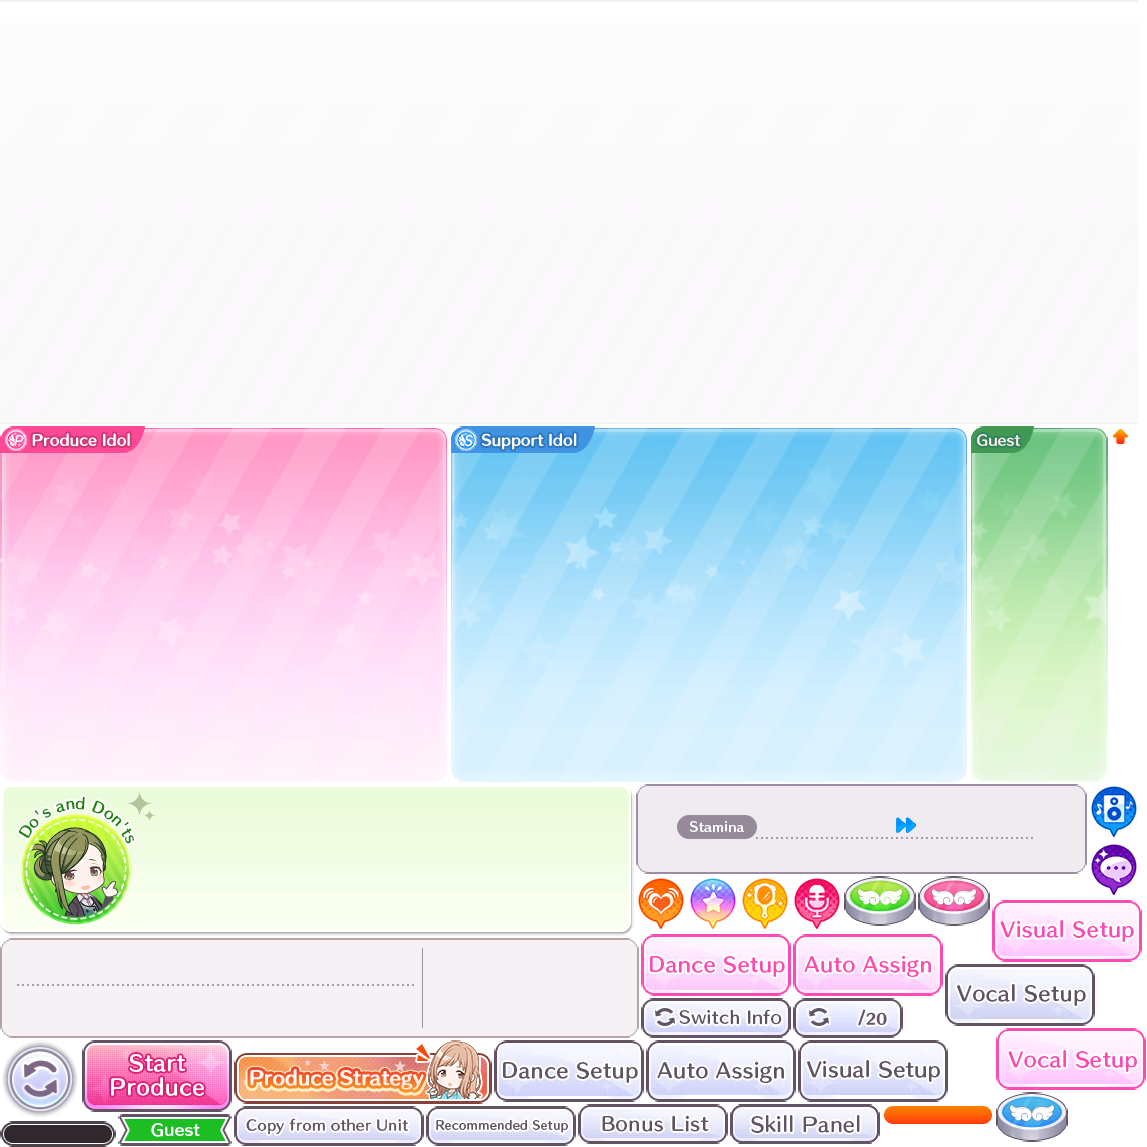 Produce Idol
Support Idol
Guest
Do's and Don'ts
Stamina
Visual Setup
Dance Setup
Auto Assign
Vocal Setup
Switch Info
/20
Start
Produce
Produce Strategy
Dance Setup
Auto Assign
Visual Setup
Vocal Setup
Guest
Copy from other Unit
Recommended Setup
Bonus List
Skill Panel